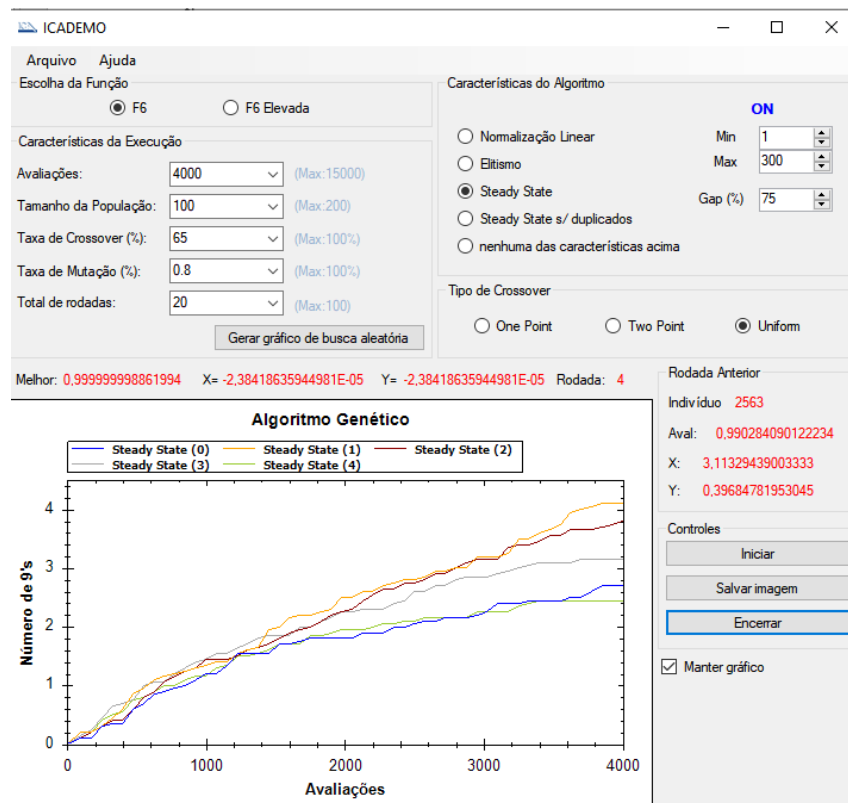 ICADEMO
Arquivo Ajuda
Escolha da Função
F6 F6 Elevada
Características da Execução
Avaliações: 4000 (Max:15000)
Tamanho da População: 100 (Max:200)
Taxa de Crossover (%): 65 (Max:100%)
Taxa de Mutação (%): 0.8 (Max:100%)
Total de rodadas: 20 (Max:100)
Gerar gráfico de busca aleatória
Características do Algoritmo
ON
Normalização Linear Min 1
Elitismo Max 300
Steady State Gap (%) 75
Steady State s/ duplicados
nenhuma das características acima
Tipo de Crossover
One Point Two Point Uniform
Melhor: 0,999999998861994 X= -2,38418635944981E-05 Y= -2,38418635944981E-05 Rodada: 4
Algoritmo Genético
Steady State (0) Steady State (1) Steady State (2)
Steady State (3) Steady State (4)
Número de 9's
4
3
2
1
0
0 1000 2000 3000 4000
Avaliações
Rodada Anterior
Indivíduo 2563
Aval: 0,990284090122234
X: 3,11329439003333
Y: 0,39684781953045
Controles
Iniciar
Salvar imagem
Encerrar
Manter gráfico